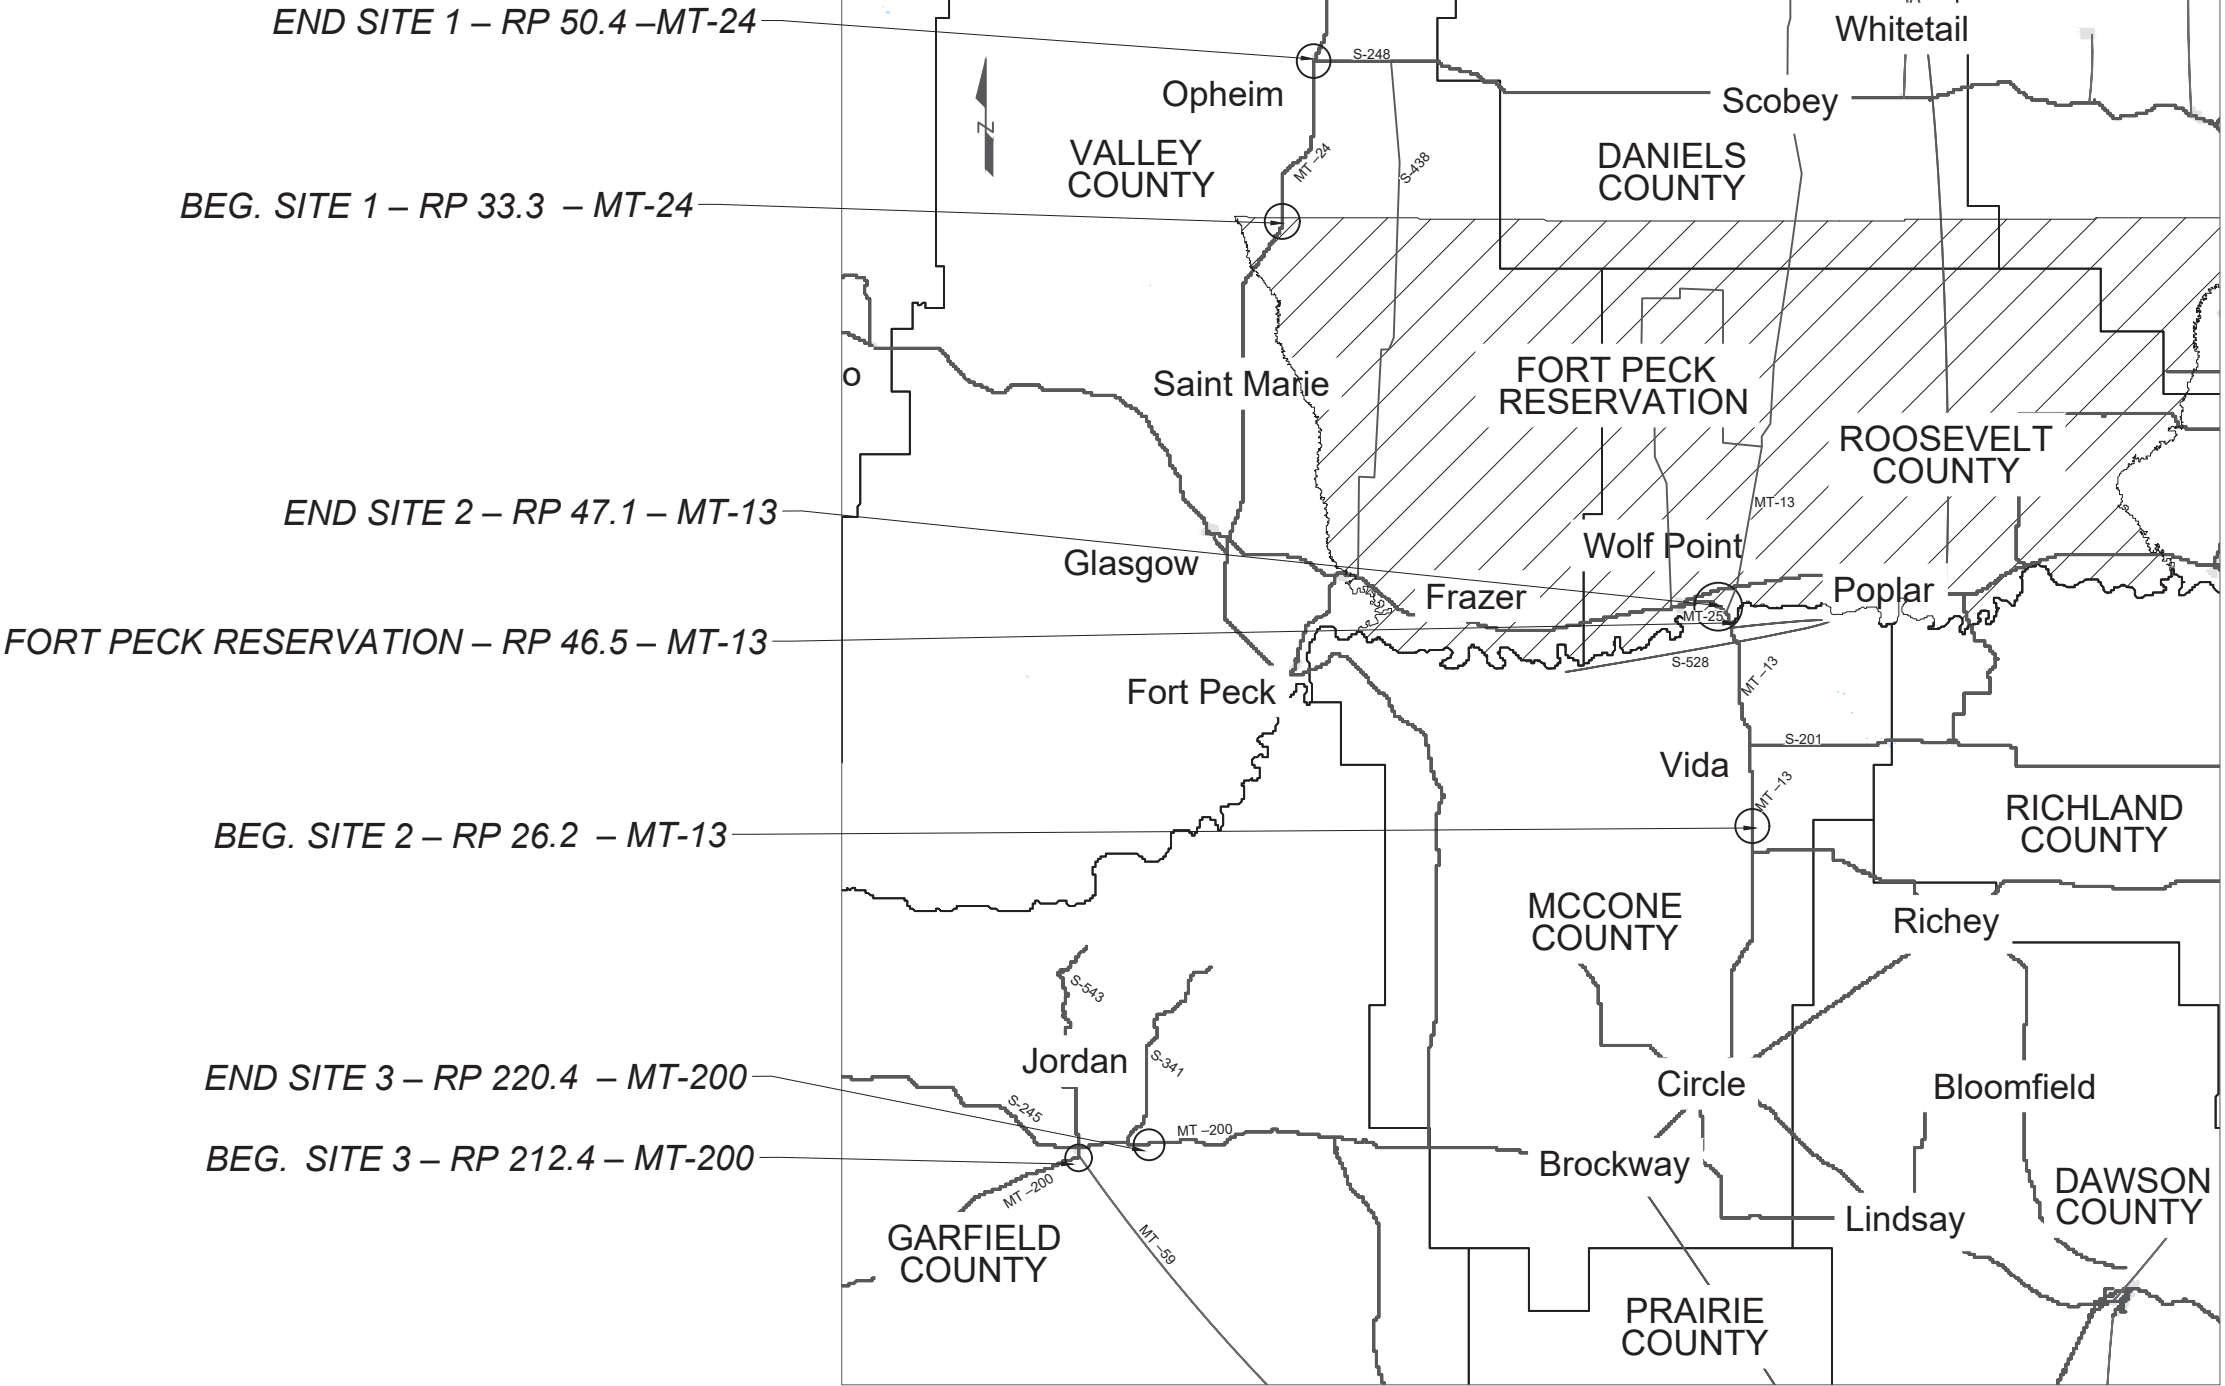 END SITE 1 – RP 50.4 –MT-24
Whitetail
S-248
Opheim
Scobey
Z
VALLEY
COUNTY
MT –24
S-438
DANIELS
COUNTY
BEG. SITE 1 – RP 33.3 – MT-24
o
Saint Marie
FORT PECK
RESERVATION
ROOSEVELT
COUNTY
END SITE 2 – RP 47.1 – MT-13
MT-13
Glasgow
Wolf Point
Frazer
Poplar
MT-25
FORT PECK RESERVATION – RP 46.5 – MT-13
S-528
MT –13
Fort Peck
S-201
Vida
MT –13
BEG. SITE 2 – RP 26.2 – MT-13
RICHLAND
COUNTY
MCCONE
COUNTY
Richey
S-543
Jordan
S-341
END SITE 3 – RP 220.4 – MT-200
Circle
Bloomfield
S-245
MT –200
BEG. SITE 3 – RP 212.4 – MT-200
Brockway
MT –200
DAWSON
COUNTY
Lindsay
GARFIELD
COUNTY
MT –59
PRAIRIE
COUNTY